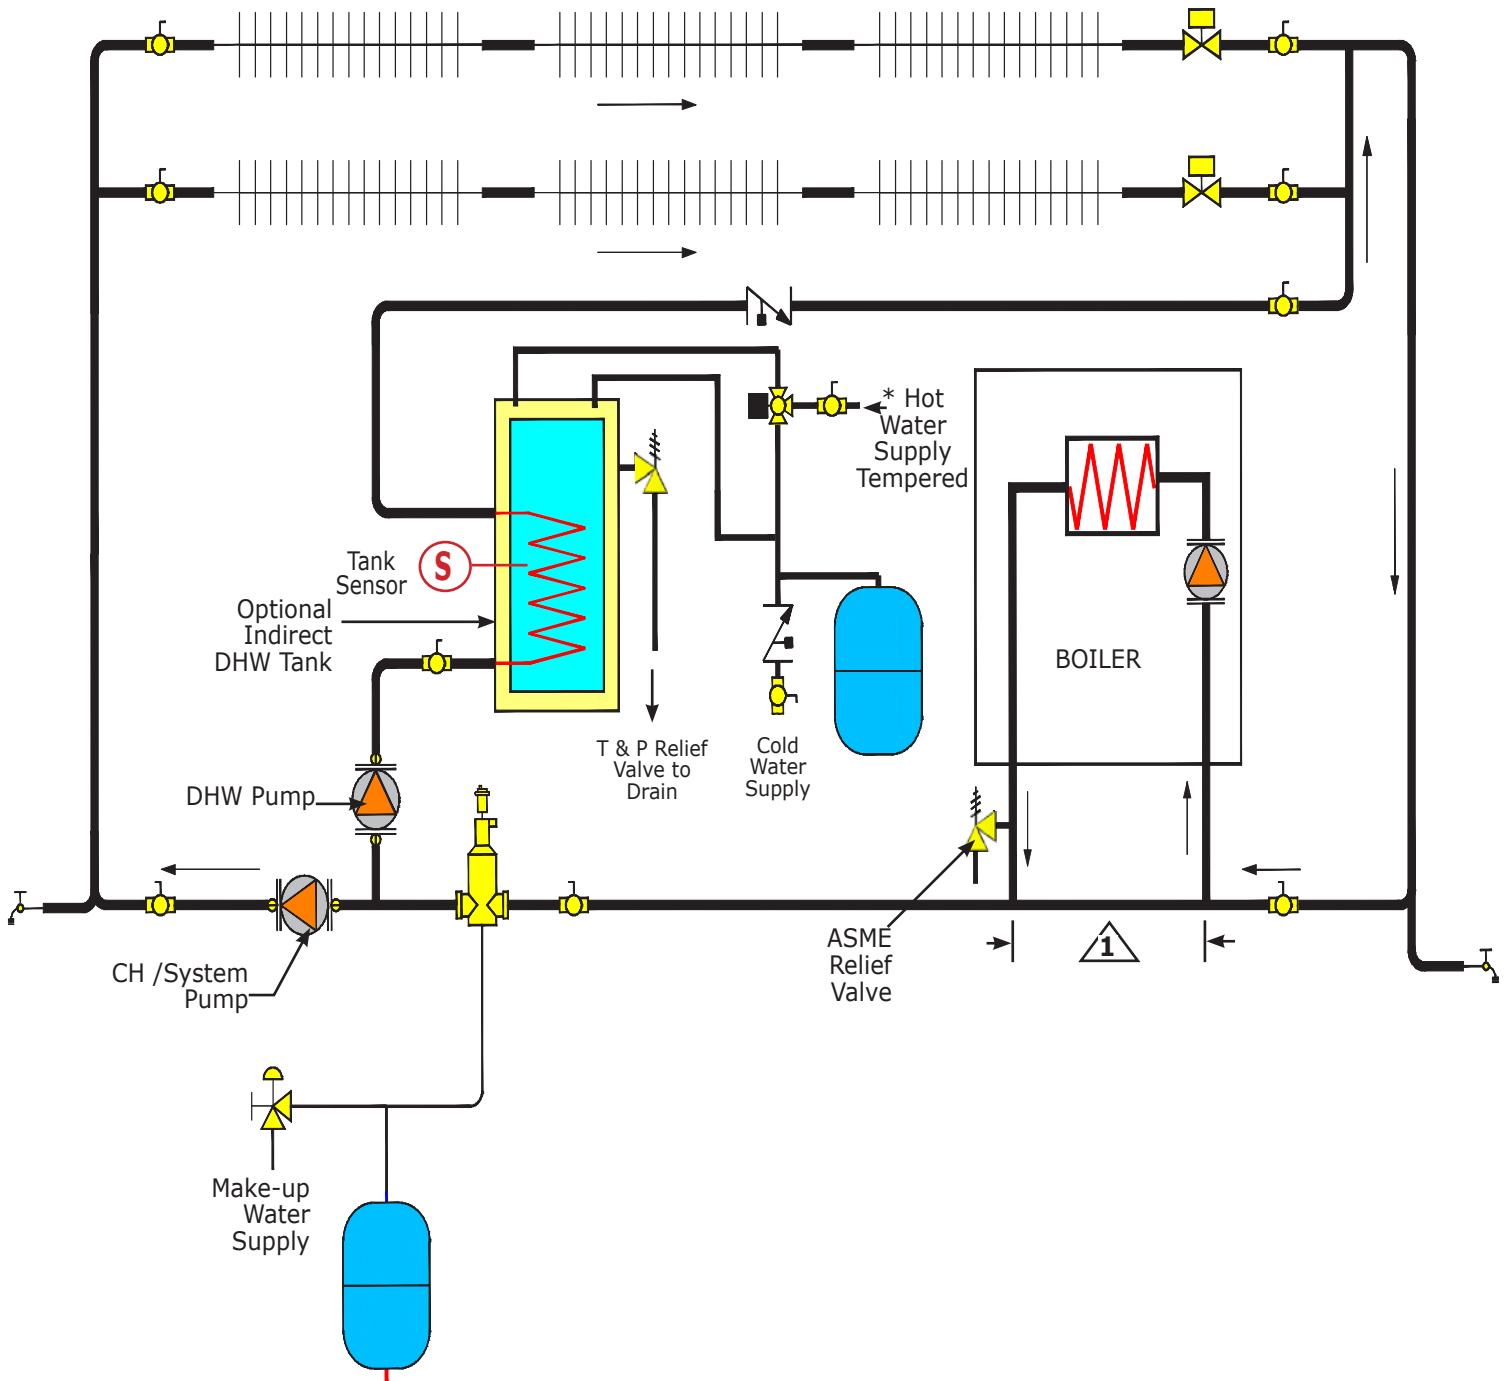 * Hot
Water
Supply
Tempered
Tank
Sensor
S
Optional
Indirect
DHW Tank
BOILER
T & P Relief
Valve to
Drain
Cold
Water
Supply
DHW Pump
CH /System
Pump
ASME
Relief
Valve
1
Make-up
Water
Supply